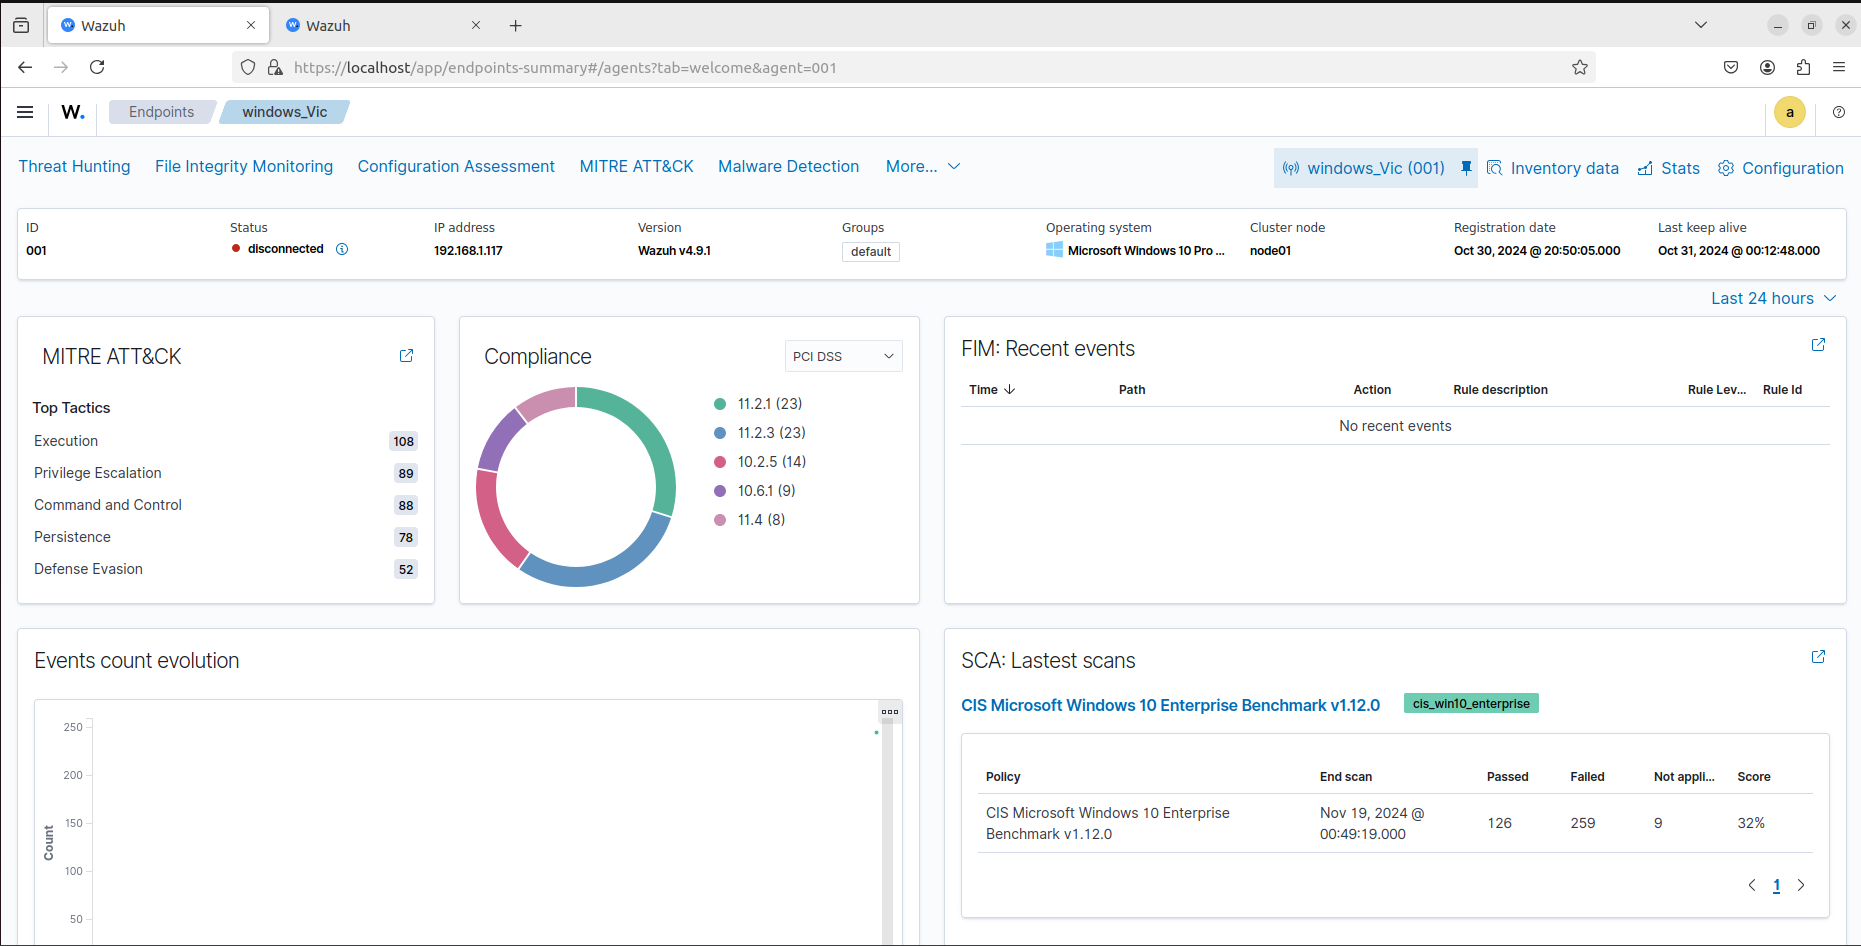 Wazuh
Wazuh
https://localhost/app/endpoints-summary#/agents?tab=welcome&agent=001
W.
Endpoints
windows_Vic
a
Threat Hunting
File Integrity Monitoring
Configuration Assessment
MITRE ATT&CK
Malware Detection
More...
windows_Vic (001)
Inventory data
Stats
Configuration
ID
Status
IP address
Version
Groups
Operating system
Cluster node
Registration date
Last keep alive
001
disconnected
192.168.1.117
Wazuh v4.9.1
default
Microsoft Windows 10 Pro ...
node01
Oct 30, 2024 @ 20:50:05.000
Oct 31, 2024 @ 00:12:48.000
Last 24 hours
MITRE ATT&CK
Top Tactics
Execution 108
Privilege Escalation 89
Command and Control 88
Persistence 78
Defense Evasion 52
Compliance
PCI DSS
11.2.1 (23)
11.2.3 (23)
10.2.5 (14)
10.6.1 (9)
11.4 (8)
FIM: Recent events
Time Path Action Rule description Rule Lev... Rule Id
No recent events
Events count evolution
250
200
150
100
50
Count
SCA: Lastest scans
CIS Microsoft Windows 10 Enterprise Benchmark v1.12.0
cis_win10_enterprise
Policy End scan Passed Failed Not appli... Score
CIS Microsoft Windows 10 Enterprise
Benchmark v1.12.0
Nov 19, 2024 @
00:49:19.000
126
259
9
32%
1